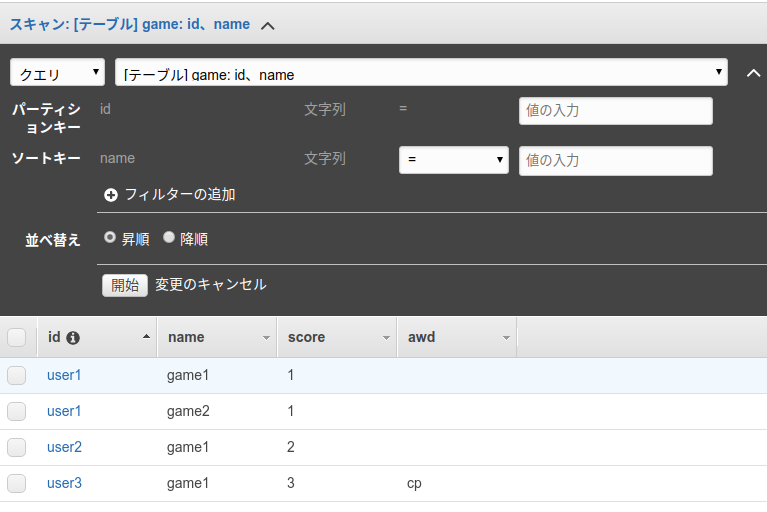 スキャン: [テーブル] game: id、name
クエリ [テーブル] game: id、name
パーティシ id 文字列 = 値の入力
ョンキー
ソートキー name 文字列 = 値の入力
フィルターの追加
並べ替え 昇順 降順
開始 変更のキャンセル
id name score awd
user1 game1 1
user1 game2 1
user2 game1 2
user3 game1 3 cp